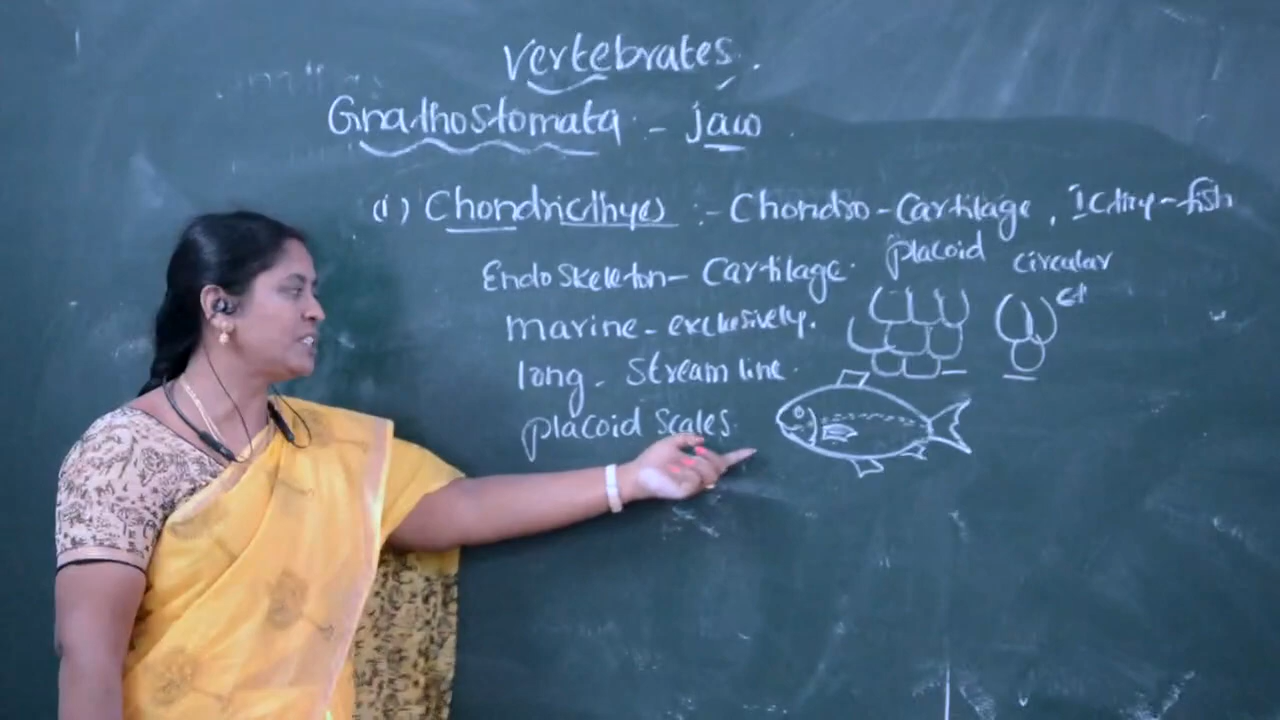 Vertebrates.
Gnathostomata :- jaw
(i) Chondricthyes :- Chondro - Cartilage, Icthy - fish
Endo skeleton - Cartilage. placoid circular
marine - exclusively.
long. stream line.
placoid scales